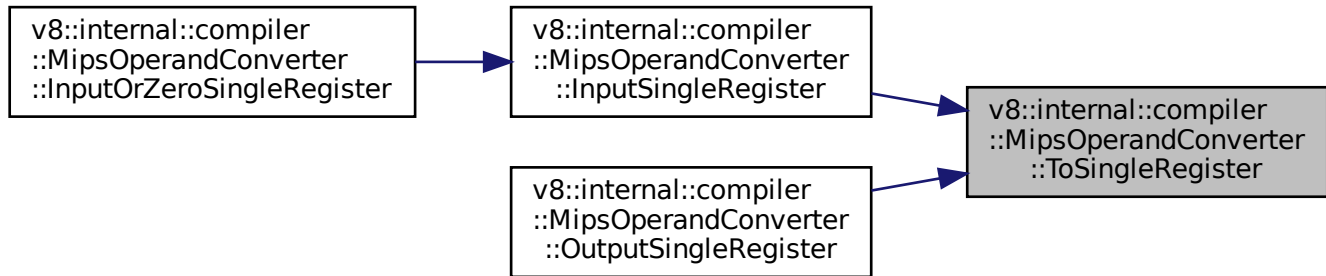 v8::internal::compiler
::MipsOperandConverter
::InputOrZeroSingleRegister
v8::internal::compiler
::MipsOperandConverter
::InputSingleRegister
v8::internal::compiler
::MipsOperandConverter
::OutputSingleRegister
v8::internal::compiler
::MipsOperandConverter
::ToSingleRegister